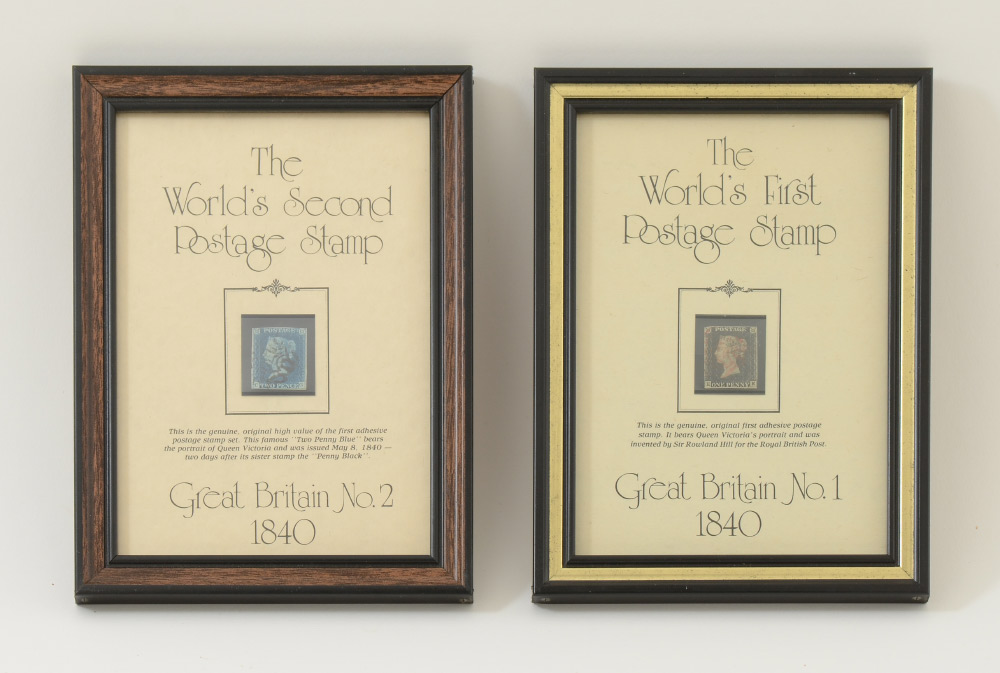 The
World's Second
Postage Stamp
POSTAGE
TWO PENCE
This is the genuine, original high value of the first adhesive
postage stamp set. This famous "Two Penny Blue" bears
the portrait of Queen Victoria and was issued May 8, 1840 —
two days after its sister stamp the "Penny Black".
Great Britain No. 2
1840
The
World's First
Postage Stamp
POSTAGE
ONE PENNY
This is the genuine, original first adhesive postage
stamp. It bears Queen Victoria's portrait and was
invented by Sir Rowland Hill for the Royal British Post.
Great Britain No. 1
1840